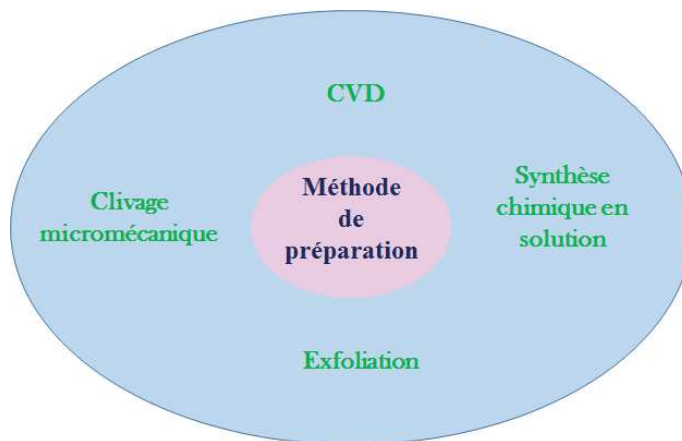 CVD
Clivage
micromécanique
Méthode
de
préparation
Synthèse
chimique en
solution
Exfoliation